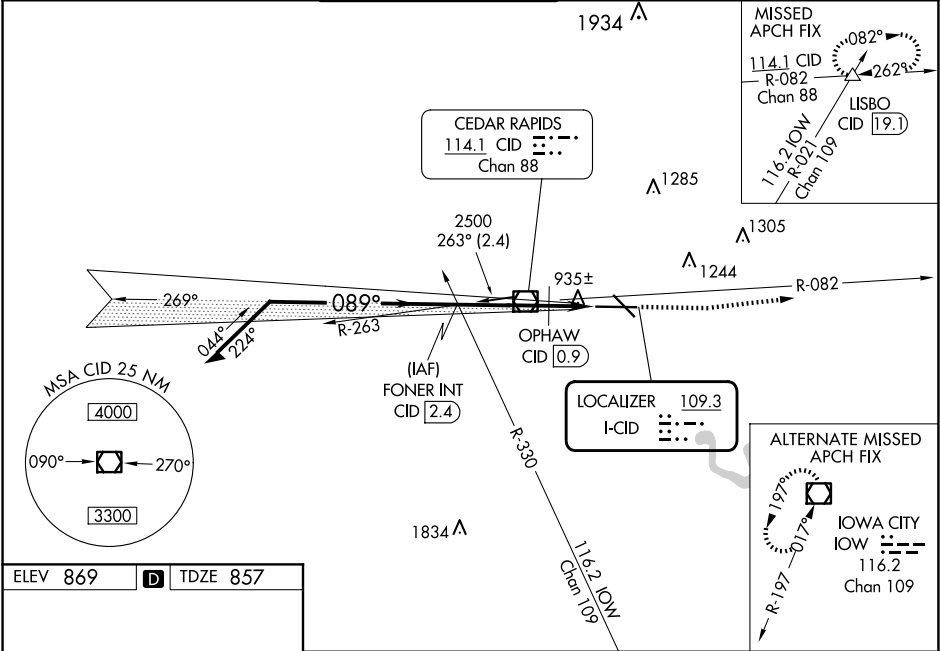 1934
MISSED
APCH FIX
114.1 CID
R-082
Chan 88
082°
262°
LISBO
CID 19.1
116.2 IOW
R-021
Chan 109
CEDAR RAPIDS
114.1 CID
Chan 88
1285
1305
1244
2500
263° (2.4)
935±
R-082
269°
089°
R-263
044°
224°
OPHAW
CID 0.9
(IAF)
FONER INT
CID 2.4
LOCALIZER 109.3
I-CID
MSA CID 25 NM
4000
090°
270°
3300
R-330
1834
116.2 IOW
Chan 109
ALTERNATE MISSED
APCH FIX
197°
017°
R-197
IOWA CITY
IOW
116.2
Chan 109
ELEV 869 D TDZE 857